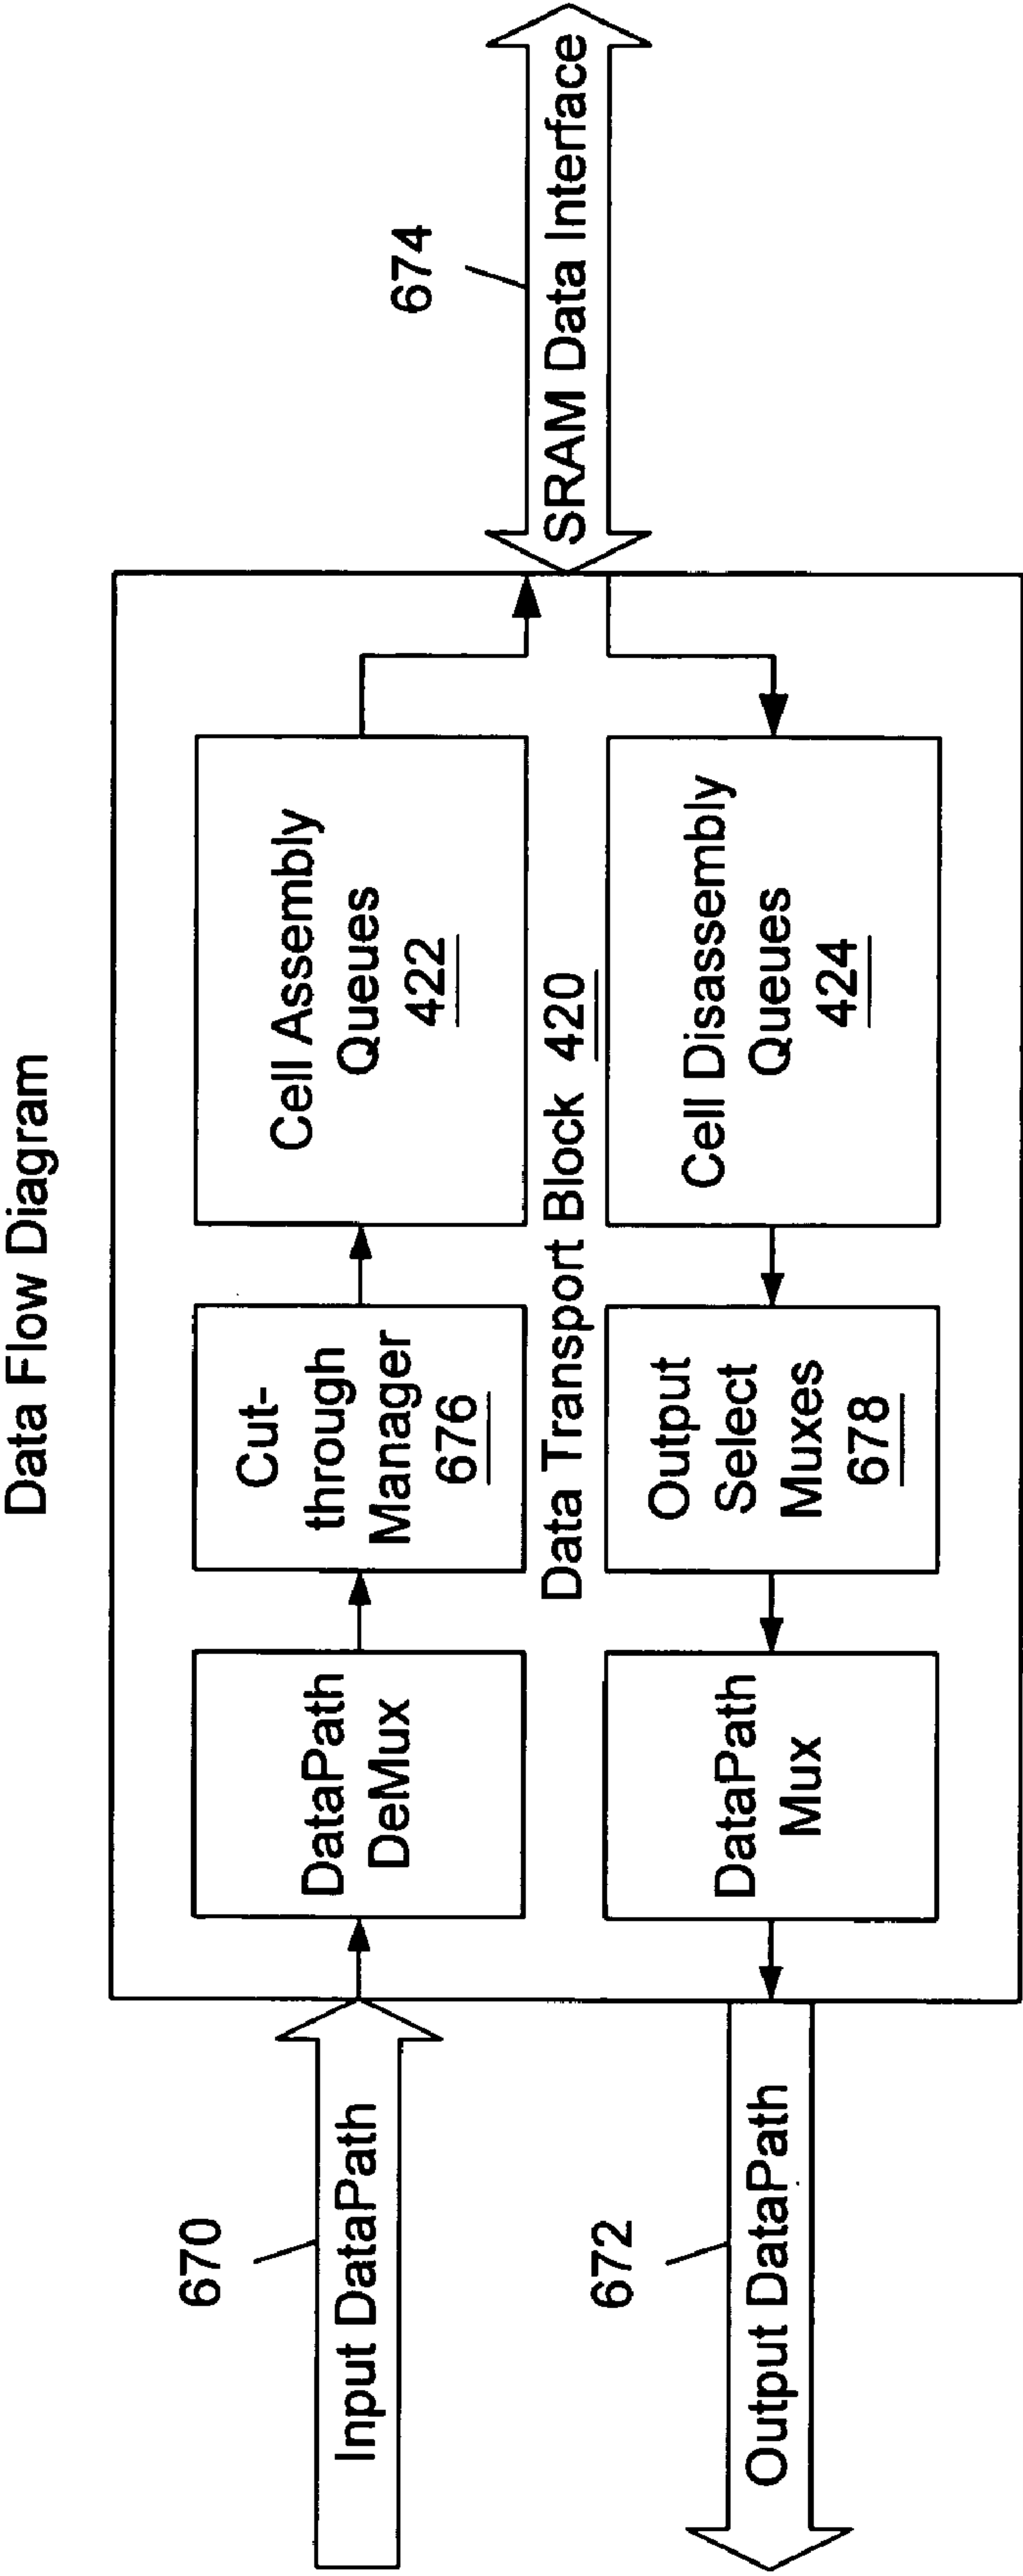 Data Flow Diagram
670
Input DataPath
DataPath
DeMux
Cut-
through
Manager
676
Cell Assembly
Queues
422
Data Transport Block 420
674
SRAM Data Interface
672
Output DataPath
DataPath
Mux
Output
Select
Muxes
678
Cell Disassembly
Queues
424